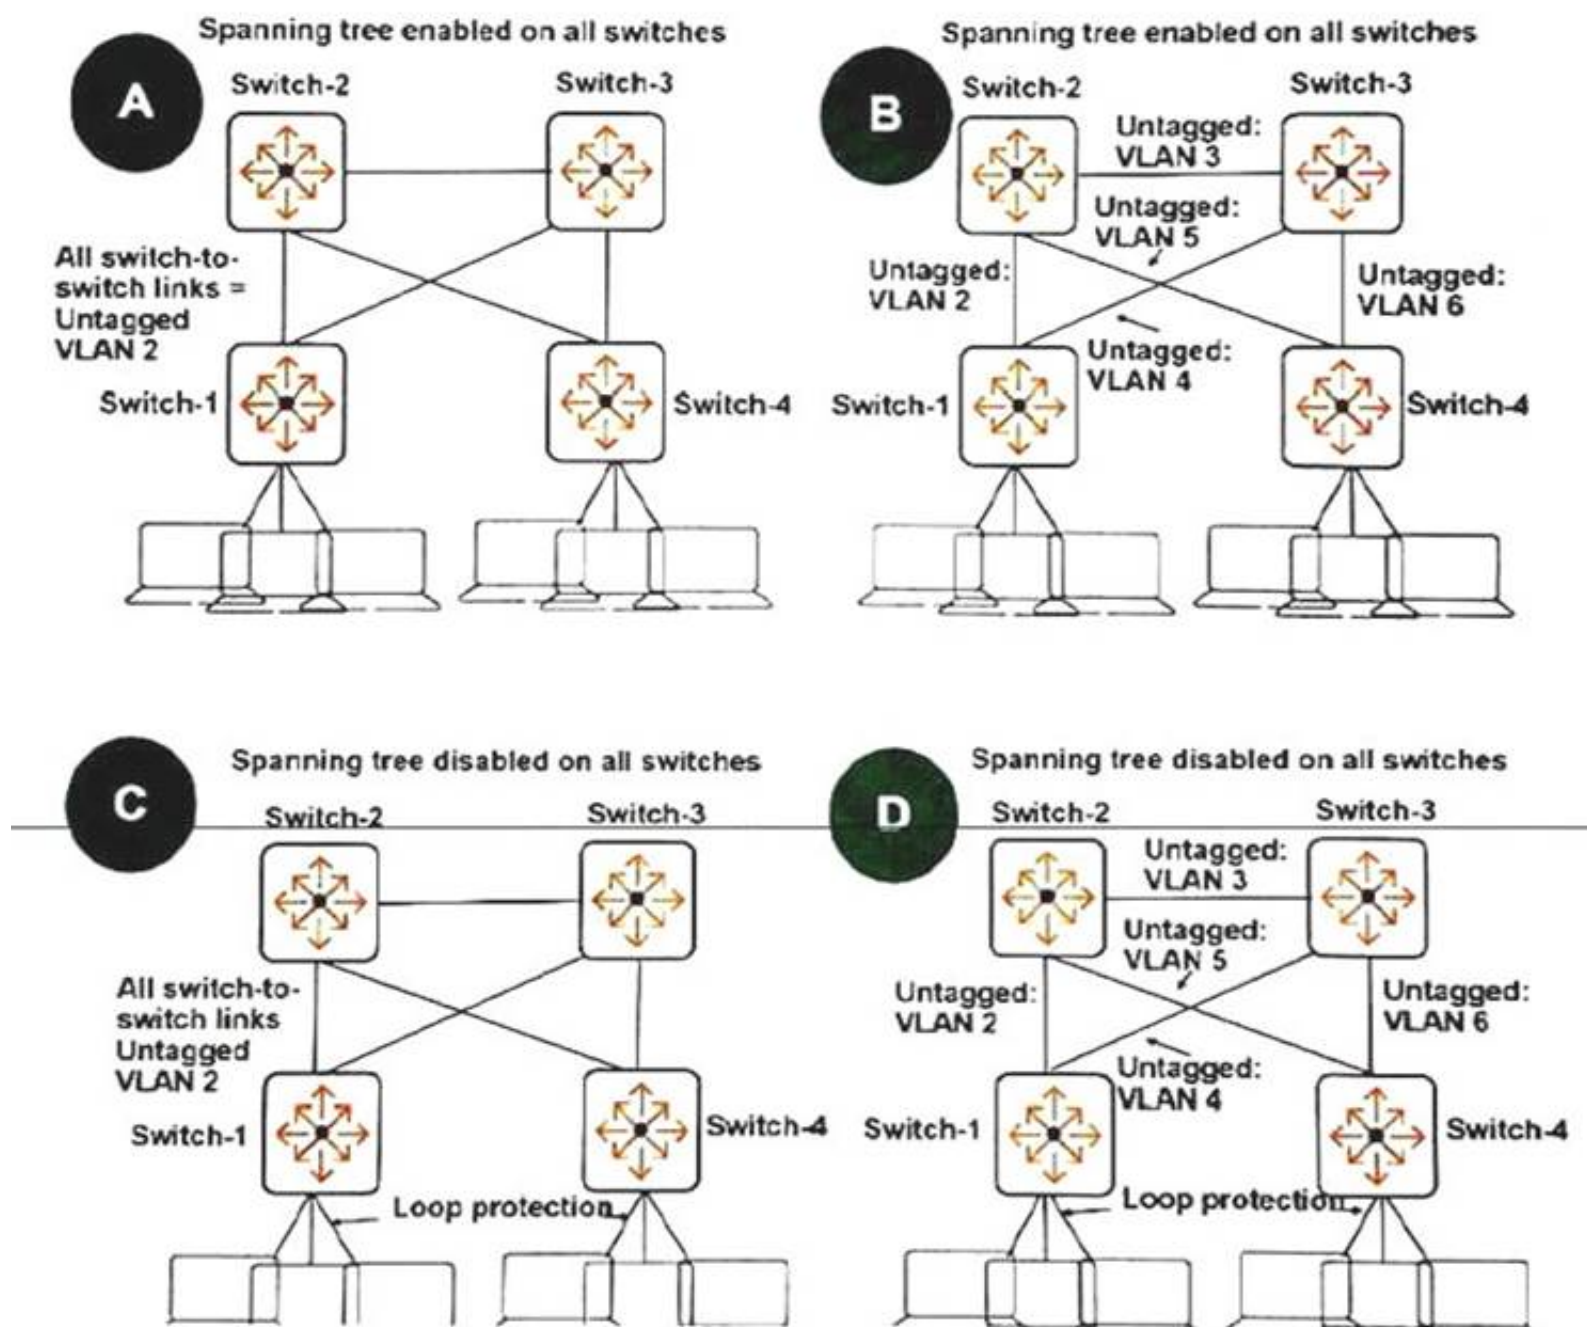 Spanning tree enabled on all switches
A
Switch-2
Switch-3
All switch-to-
switch links =
Untagged
VLAN 2
Switch-1
Switch-4
Spanning tree enabled on all switches
B
Switch-2
Switch-3
Untagged:
VLAN 3
Untagged:
VLAN 5
Untagged:
VLAN 2
Untagged:
VLAN 6
Untagged:
VLAN 4
Switch-1
Switch-4
Spanning tree disabled on all switches
C
Switch-2
Switch-3
All switch-to-
switch links
Untagged
VLAN 2
Switch-1
Switch-4
Loop protection
Spanning tree disabled on all switches
D
Switch-2
Switch-3
Untagged:
VLAN 3
Untagged:
VLAN 5
Untagged:
VLAN 2
Untagged:
VLAN 6
Untagged:
VLAN 4
Switch-1
Switch-4
Loop protection